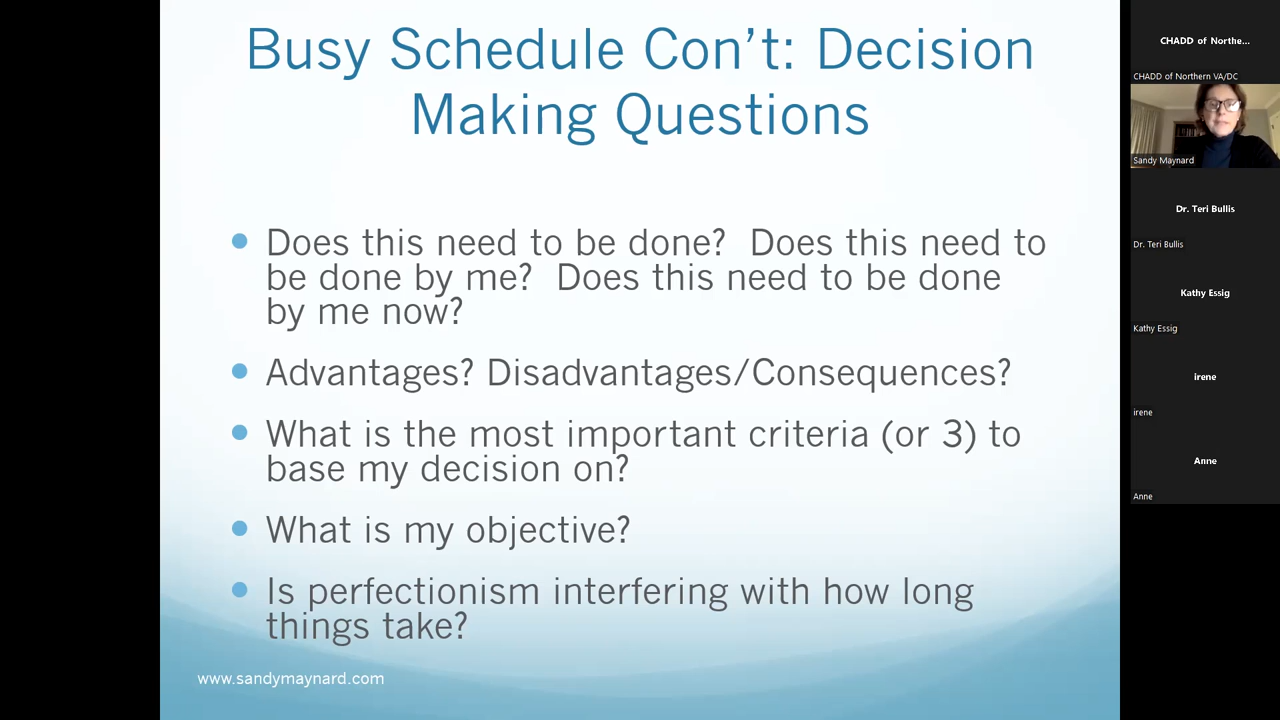 Busy Schedule Con’t: Decision
Making Questions
Does this need to be done?  Does this need to
be done by me?  Does this need to be done
by me now?
Advantages? Disadvantages/Consequences?
What is the most important criteria (or 3) to
base my decision on?
What is my objective?
Is perfectionism interfering with how long
things take?
www.sandymaynard.com
CHADD of Northe...
CHADD of Northern VA/DC
Sandy Maynard
Dr. Teri Bullis
Dr. Teri Bullis
Kathy Essig
Kathy Essig
irene
irene
Anne
Anne